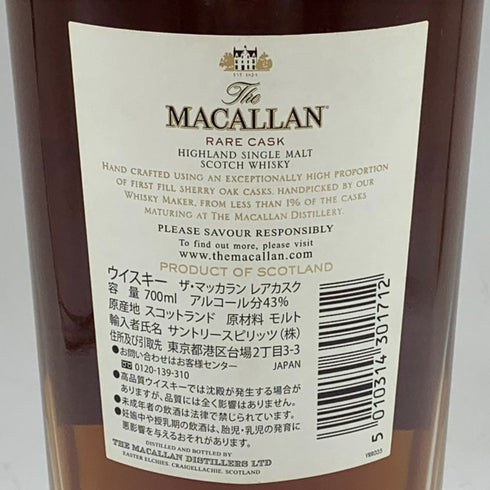 EST. 1824
The
MACALLAN
RARE CASK
HIGHLAND SINGLE MALT
SCOTCH WHISKY
HAND CRAFTED USING AN EXCEPTIONALLY HIGH PROPORTION
OF FIRST FILL SHERRY OAK CASKS. HANDPICKED BY OUR
WHISKY MAKER, FROM LESS THAN 1% OF THE CASKS
MATURING AT THE MACALLAN DISTILLERY.
PLEASE SAVOUR RESPONSIBLY
To find out more, please visit
www.themacallan.com
PRODUCT OF SCOTLAND
ウイスキー ザ・マッカラン レアカスク
容 量 700ml アルコール分43%
原産地 スコットランド 原材料 モルト
輸入者氏名 サントリースピリッツ(株)
住所及び引取先 東京都港区台場2丁目3-3
●お問い合わせはお客様センター JAPAN
0120-139-310
●高品質ウイスキーでは沈殿が発生する場合が
ありますが、品質には全く影響はありません。
●未成年者の飲酒は法律で禁じられています。
●妊娠中や授乳期の飲酒は、胎児・乳児の発育に
悪影響を与えるおそれがあります。
DISTILLED AND BOTTLED BY
THE MACALLAN DISTILLERS LTD
EASTER ELCHIES, CRAIGELLACHIE, SCOTLAND
5 010314 301712